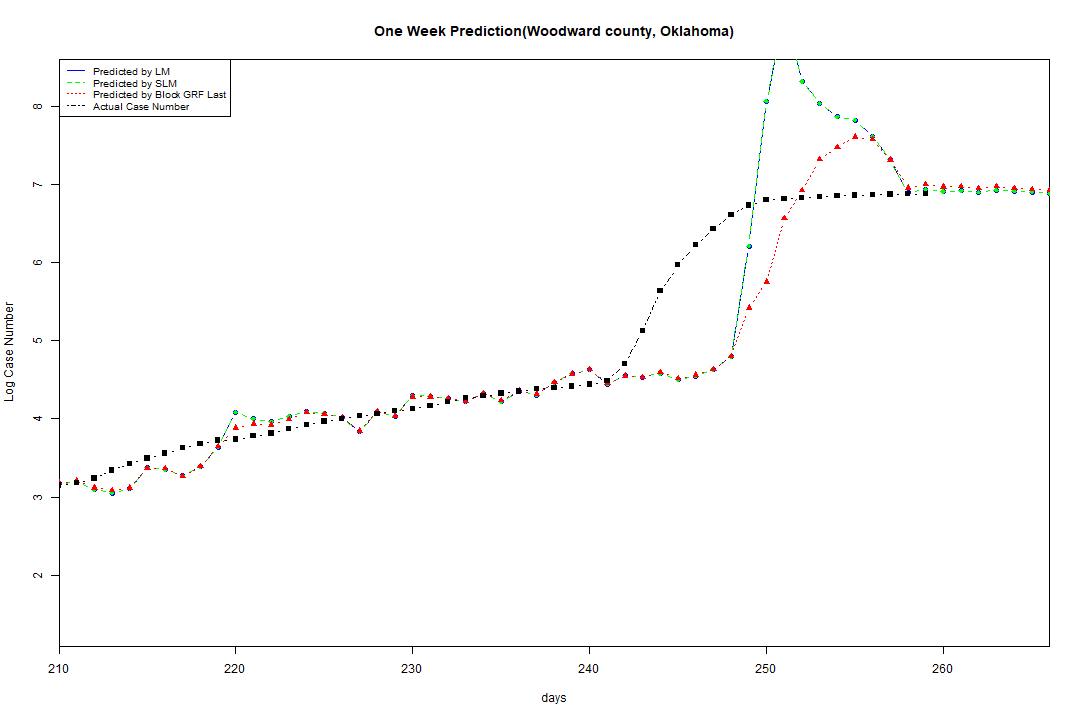 One Week Prediction(Woodward county, Oklahoma)
Predicted by LM
Predicted by SLM
Predicted by Block GRF Last
Actual Case Number
8
7
6
5
4
3
2
Log Case Number
210 220 230 240 250 260
days